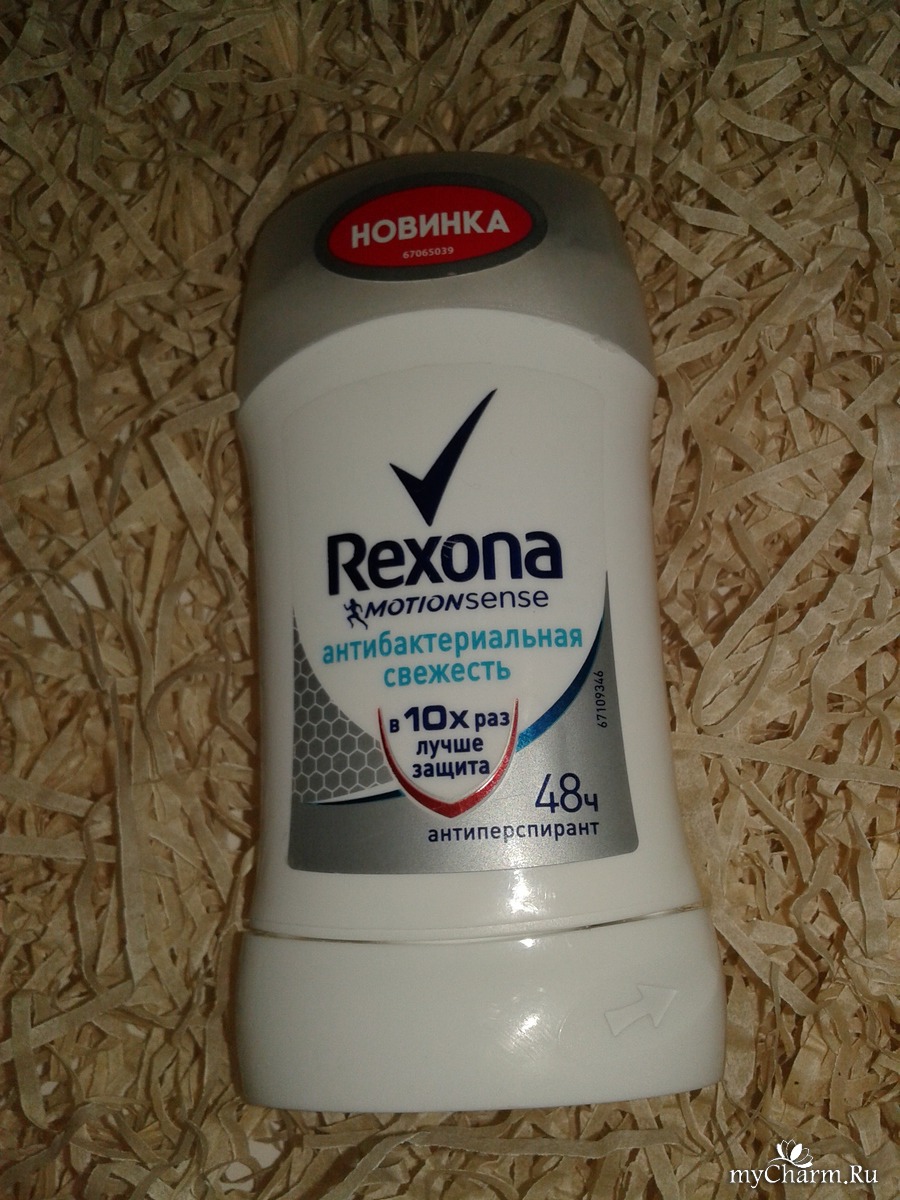 НОВИНКА
67065039
Rexona
MOTIONsense
антибактериальная
свежесть
в 10х раз
лучше
защита
67109346
48ч
антиперспирант
myCharm.Ru